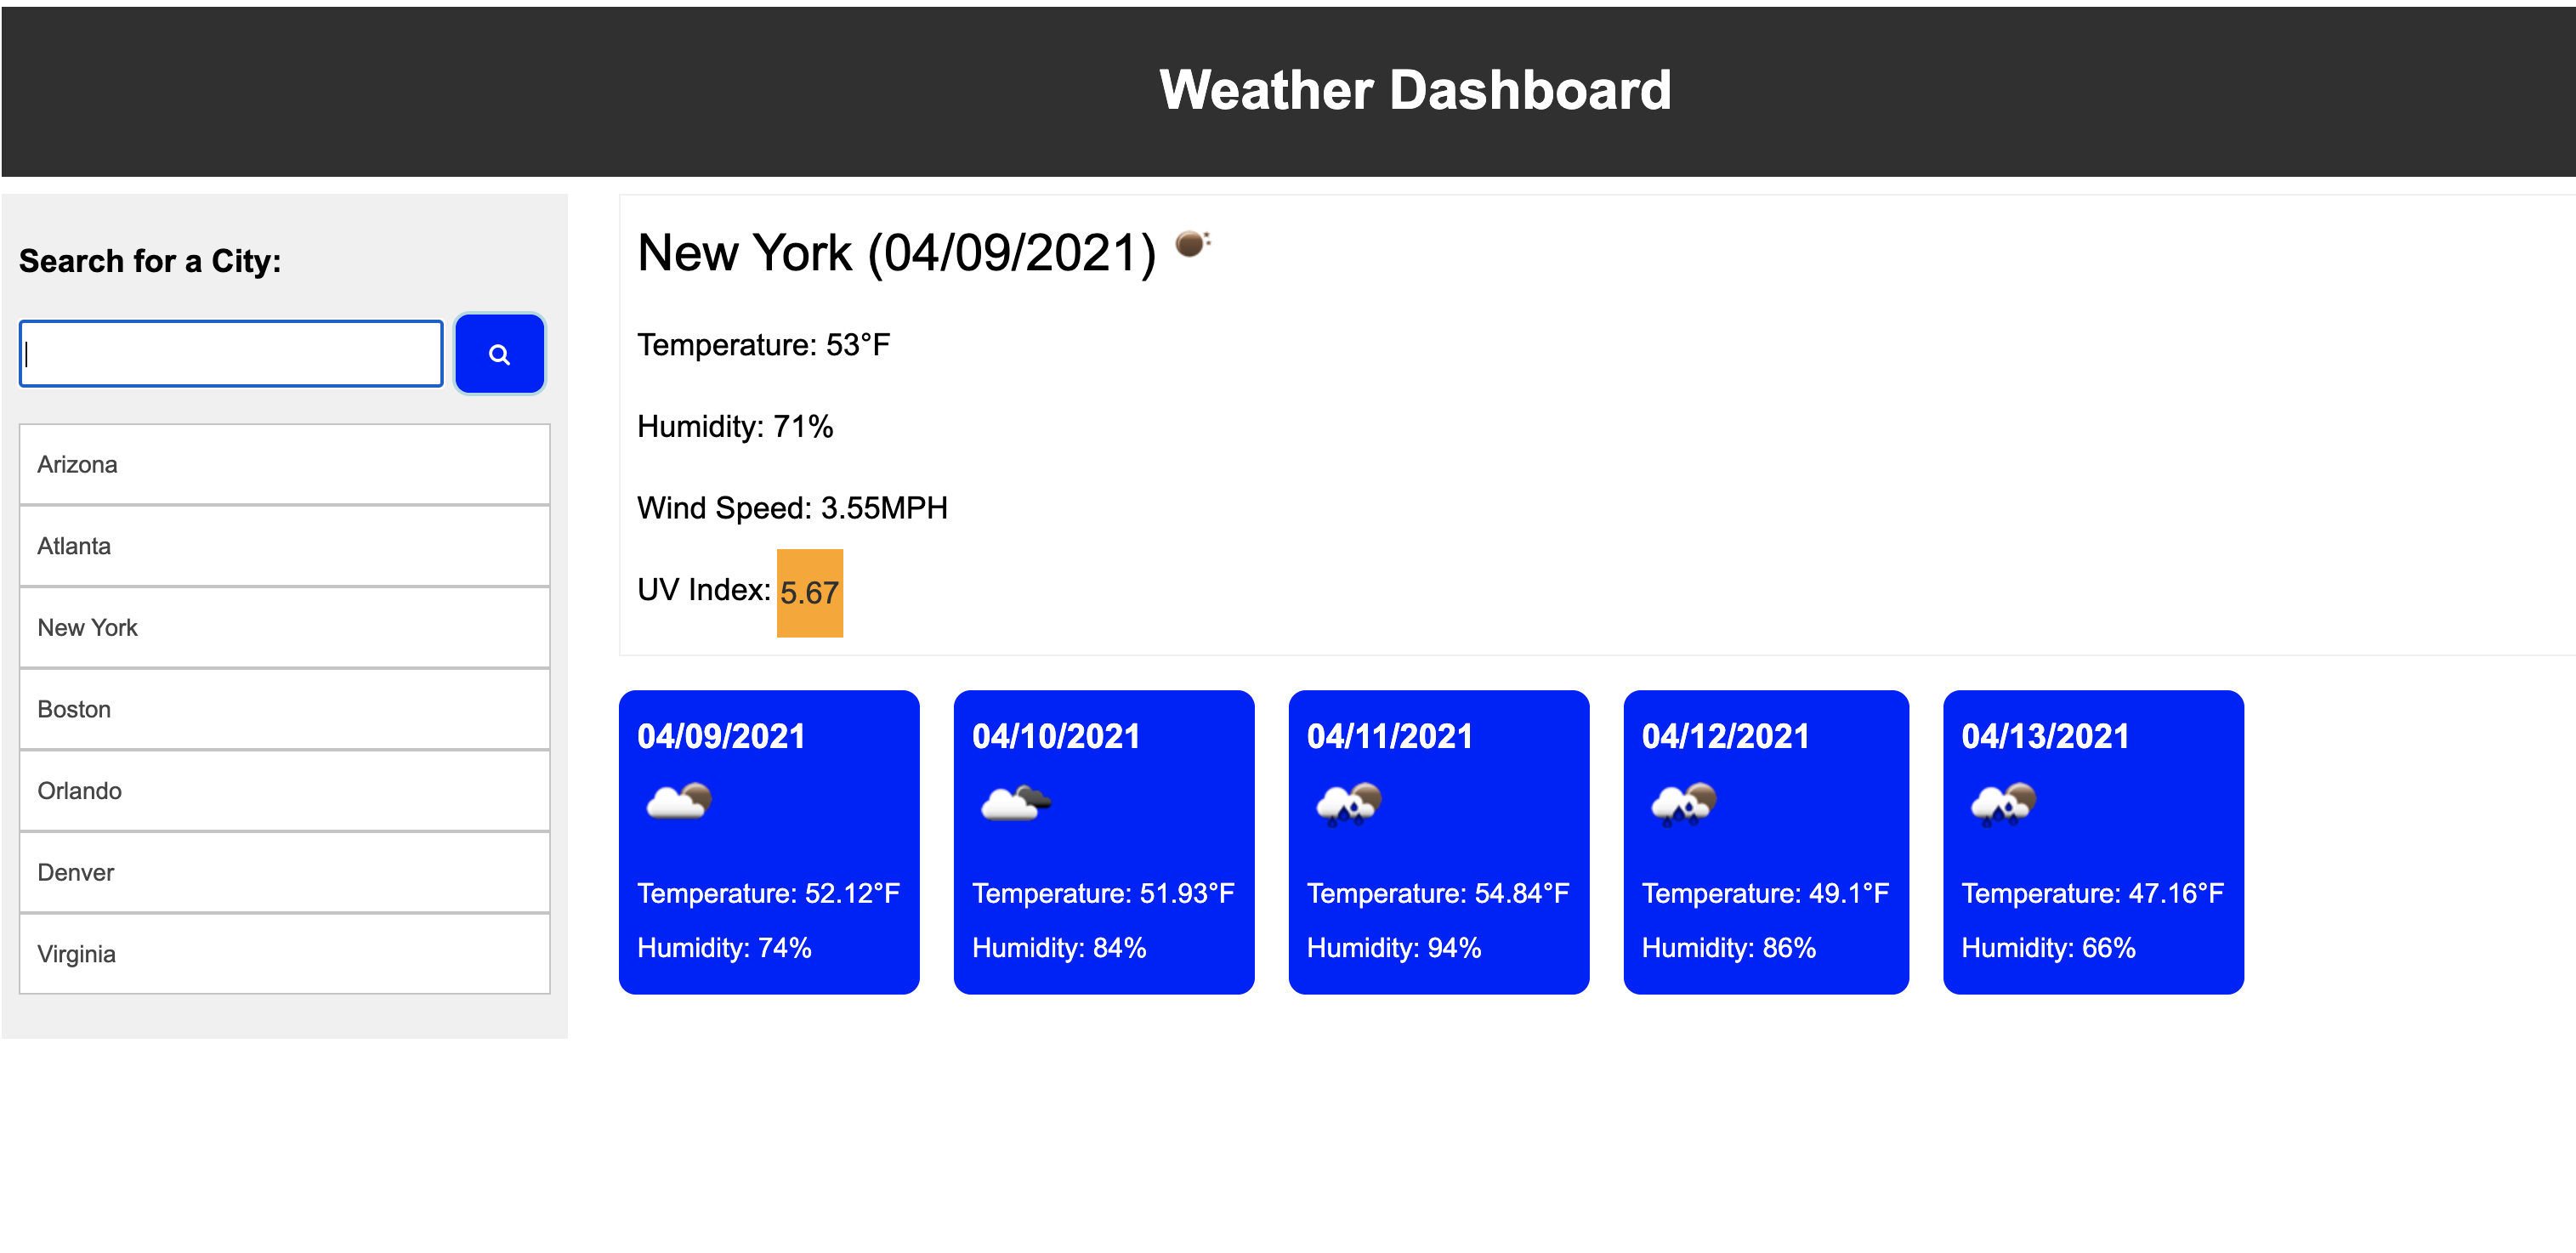 Weather Dashboard
Search for a City:
Arizona
Atlanta
New York
Boston
Orlando
Denver
Virginia
New York (04/09/2021)
Temperature: 53°F
Humidity: 71%
Wind Speed: 3.55MPH
UV Index: 5.67
04/09/2021
Temperature: 52.12°F
Humidity: 74%
04/10/2021
Temperature: 51.93°F
Humidity: 84%
04/11/2021
Temperature: 54.84°F
Humidity: 94%
04/12/2021
Temperature: 49.1°F
Humidity: 86%
04/13/2021
Temperature: 47.16°F
Humidity: 66%